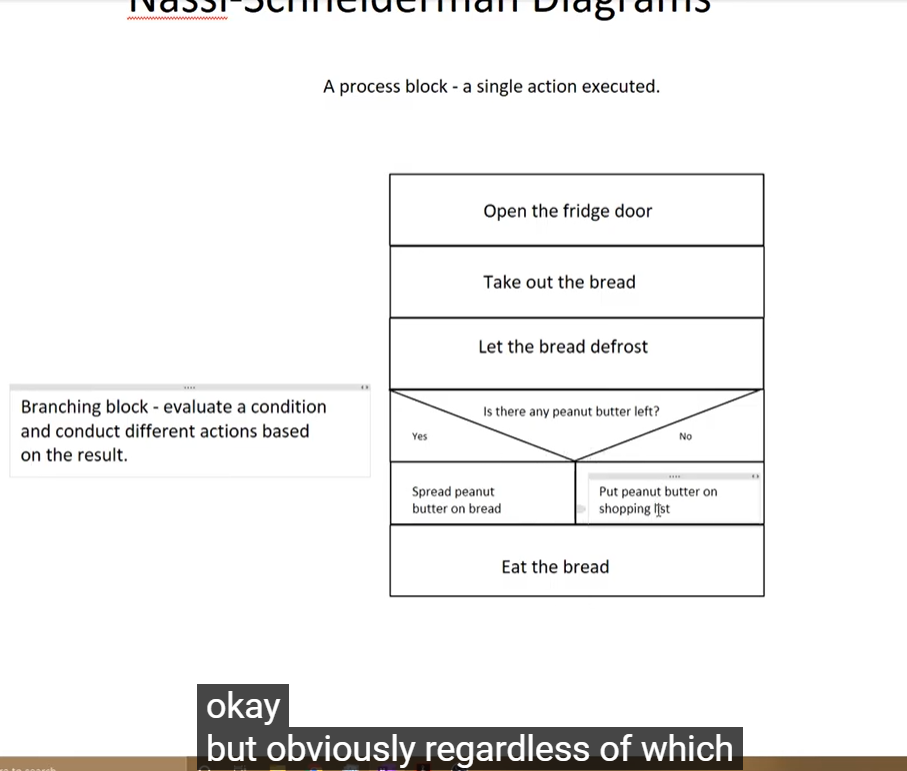 Nassi-Schneiderman Diagrams
A process block - a single action executed.
Open the fridge door
Take out the bread
Let the bread defrost
Is there any peanut butter left?
Yes
No
Branching block - evaluate a condition
and conduct different actions based
on the result.
Spread peanut
butter on bread
Put peanut butter on
shopping list
Eat the bread
okay
but obviously regardless of which